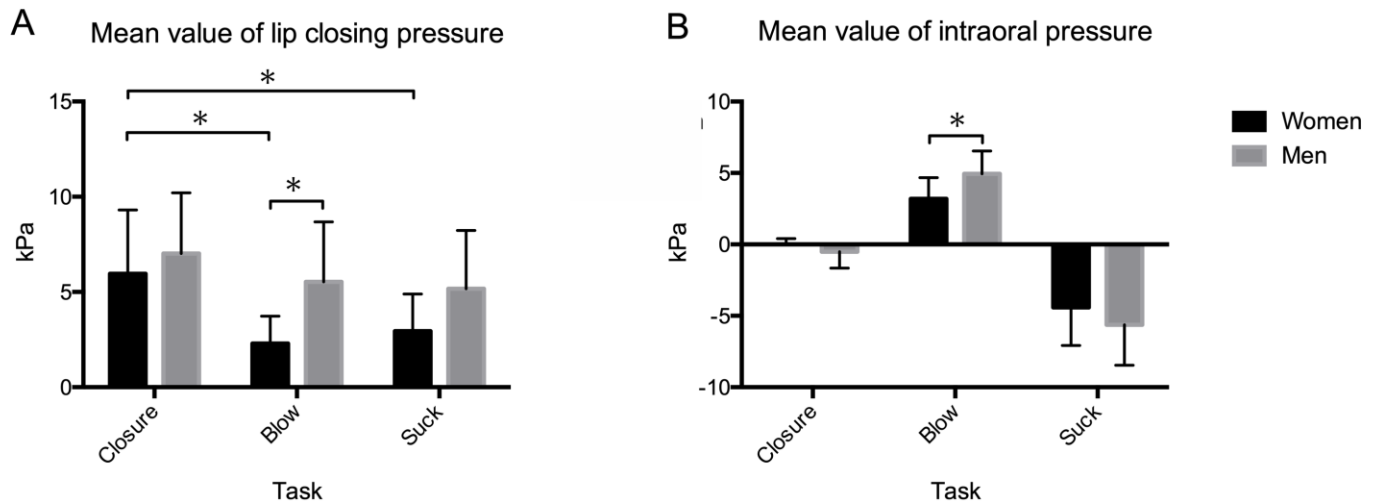 A
Mean value of lip closing pressure
*
*
*
15
10
5
0
kPa
Closure
Blow
Suck
Task
B
Mean value of intraoral pressure
*
10
5
0
-5
-10
kPa
Closure
Blow
Suck
Task
Women
Men